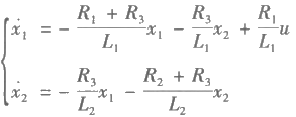 ẋ₁ = − (R₁ + R₃)/L₁ x₁ − R₃/L₁ x₂ + R₁/L₁ u
ẋ₂ = − R₃/L₂ x₁ − (R₂ + R₃)/L₂ x₂